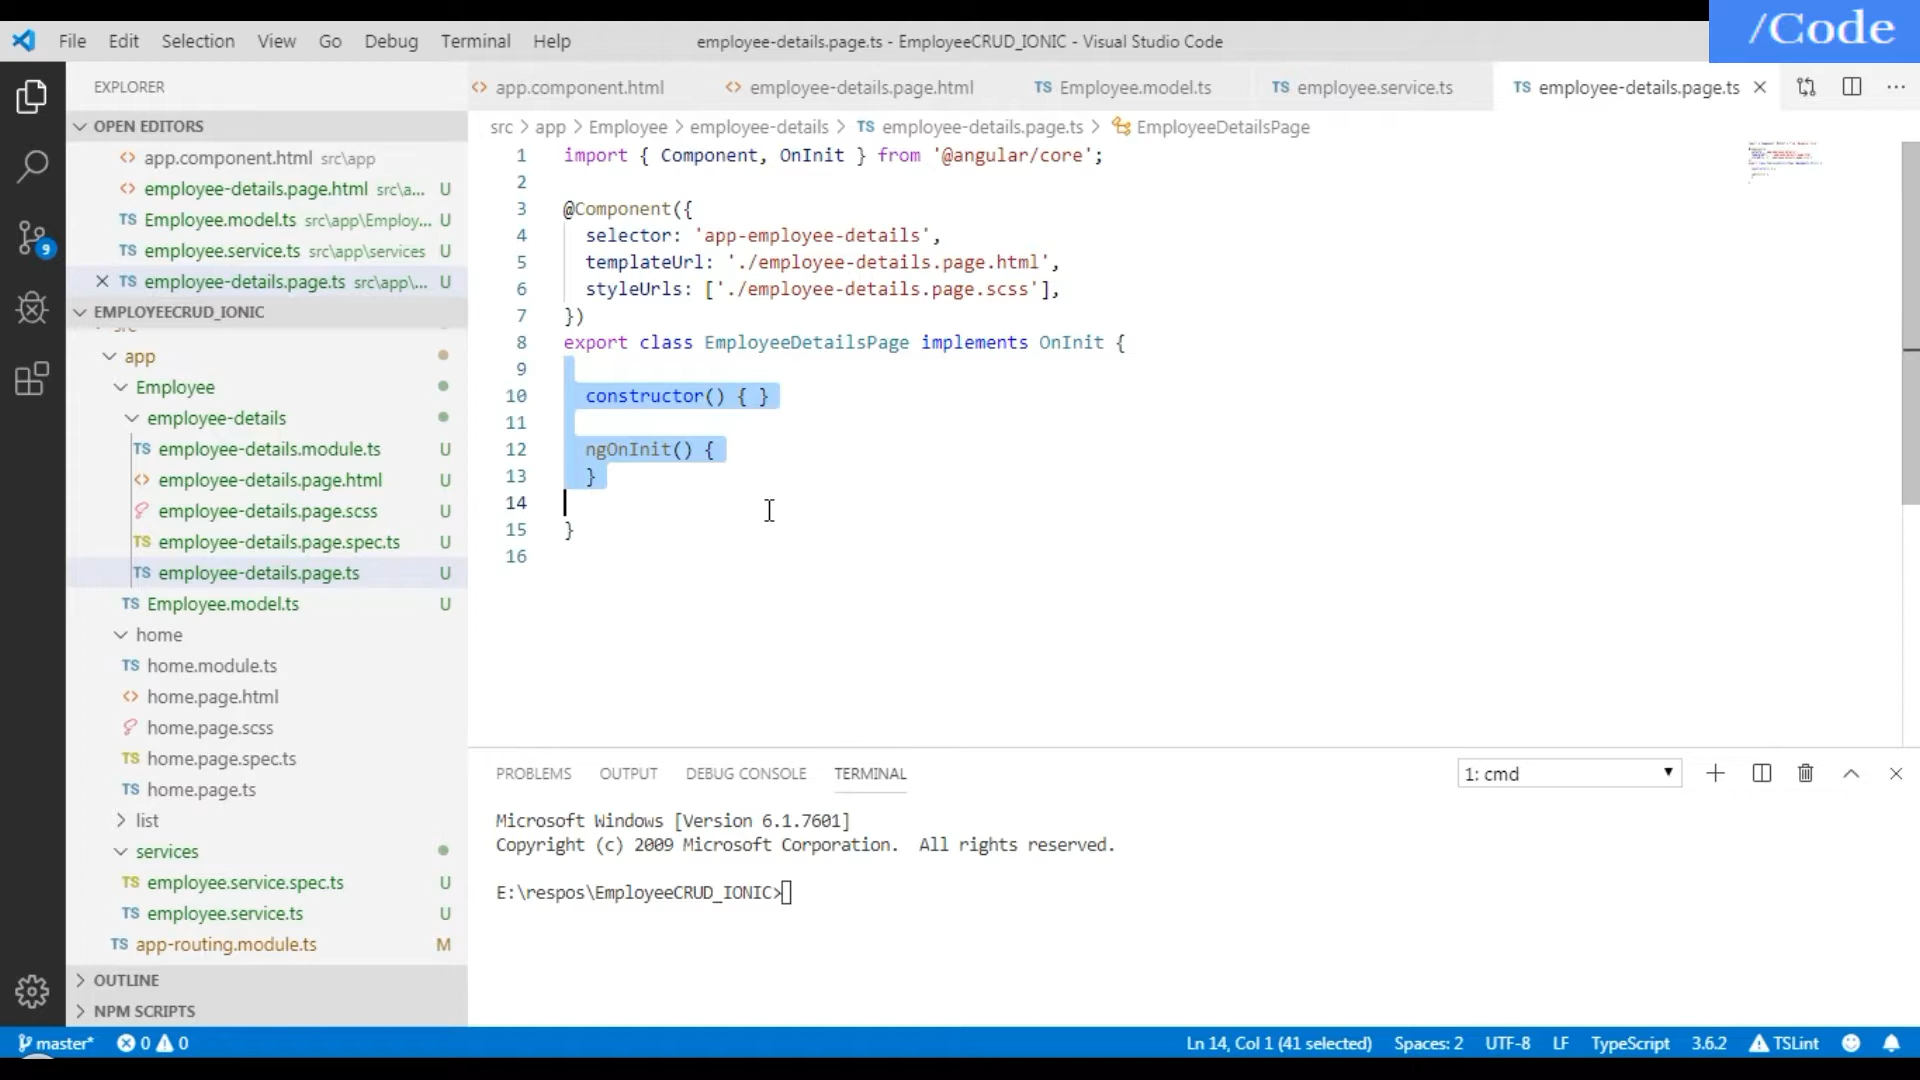 /Code
File Edit Selection View Go Debug Terminal Help
employee-details.page.ts - EmployeeCRUD_IONIC - Visual Studio Code
EXPLORER
OPEN EDITORS
app.component.html src\app
employee-details.page.html src\a... U
TS Employee.model.ts src\app\Employ... U
TS employee.service.ts src\app\services U
TS employee-details.page.ts src\app\... U
EMPLOYEECRUD_IONIC
src
app
Employee
employee-details
TS employee-details.module.ts U
employee-details.page.html U
employee-details.page.scss U
TS employee-details.page.spec.ts U
TS employee-details.page.ts U
TS Employee.model.ts U
home
TS home.module.ts
home.page.html
home.page.scss
TS home.page.spec.ts
TS home.page.ts
list
services
TS employee.service.spec.ts U
TS employee.service.ts U
TS app-routing.module.ts M
OUTLINE
NPM SCRIPTS
9
app.component.html employee-details.page.html TS Employee.model.ts TS employee.service.ts TS employee-details.page.ts
src > app > Employee > employee-details > TS employee-details.page.ts > EmployeeDetailsPage
1 import { Component, OnInit } from '@angular/core';
2
3 @Component({
4 selector: 'app-employee-details',
5 templateUrl: './employee-details.page.html',
6 styleUrls: ['./employee-details.page.scss'],
7 })
8 export class EmployeeDetailsPage implements OnInit {
9
10 constructor() { }
11
12 ngOnInit() {
13 }
14
15 }
16
PROBLEMS OUTPUT DEBUG CONSOLE TERMINAL
1: cmd
Microsoft Windows [Version 6.1.7601]
Copyright (c) 2009 Microsoft Corporation. All rights reserved.
E:\respos\EmployeeCRUD_IONIC>
master* 0 0
Ln 14, Col 1 (41 selected) Spaces: 2 UTF-8 LF TypeScript 3.6.2 TSLint